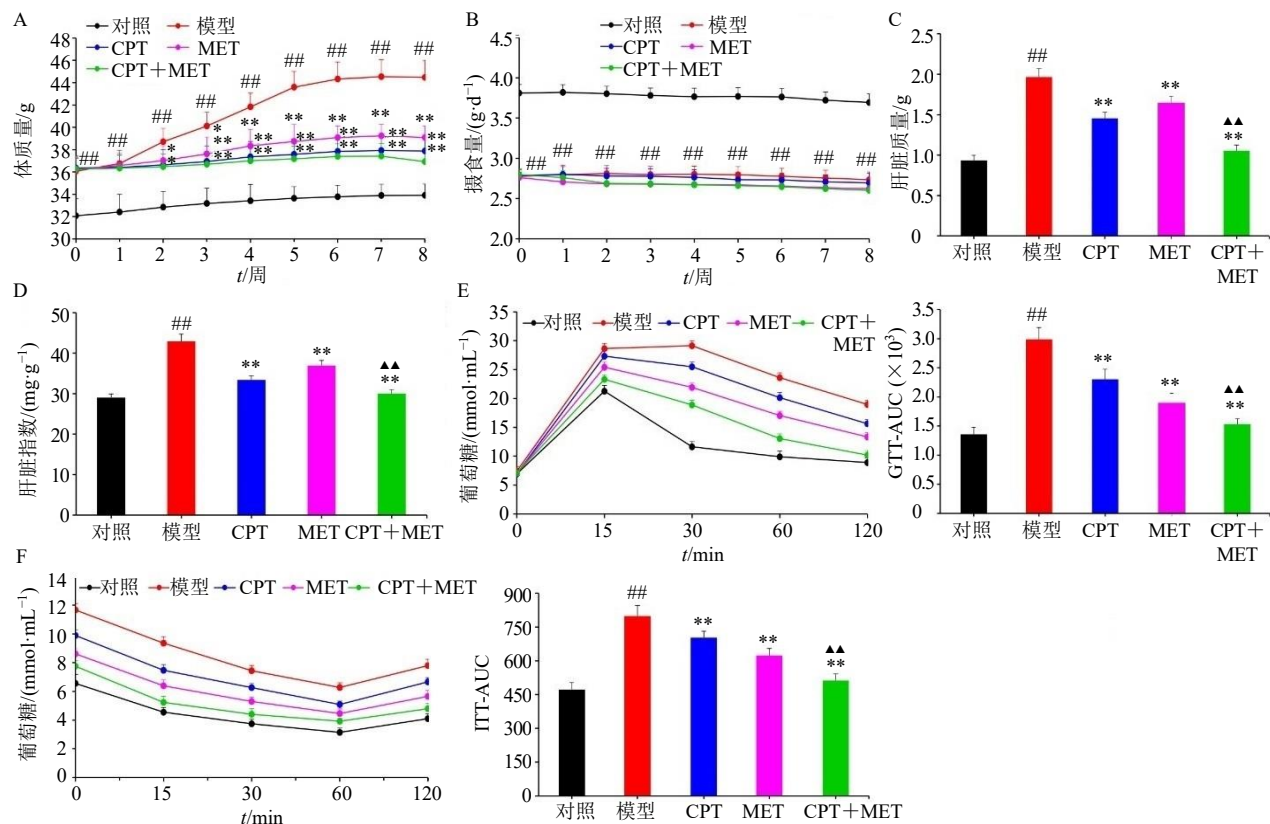 A
对照 模型
CPT MET
CPT＋MET
体质量/g
48
46
44
42
40
38
36
34
32
30
## ## ## ## ## ## ## ## ##
* * ** ** ** ** **
* ** ** ** ** ** **
** ** ** ** ** **
0 1 2 3 4 5 6 7 8
t/周
B
对照 模型
CPT MET
CPT＋MET
摄食量/(g·d⁻¹)
4.5
4.0
3.5
3.0
2.5
2.0
## ## ## ## ## ## ## ## ##
0 1 2 3 4 5 6 7 8
t/周
C
肝脏质量/g
2.5
2.0
1.5
1.0
0.5
0
##
**
**
▲▲
**
对照 模型 CPT MET CPT＋
MET
D
肝脏指数/(mg·g⁻¹)
50
40
30
20
10
0
##
**
**
▲▲
**
对照 模型 CPT MET CPT＋MET
E
对照 模型 CPT MET CPT＋
MET
葡萄糖/(mmol·mL⁻¹)
40
35
30
25
20
15
10
5
0
0 15 30 60 120
t/min
GTT-AUC (×10³)
3.5
3.0
2.5
2.0
1.5
1.0
0.5
0
##
**
**
▲▲
**
对照 模型 CPT MET CPT＋
MET
F
对照 模型 CPT MET CPT＋MET
葡萄糖/(mmol·mL⁻¹)
14
12
10
8
6
4
2
0
0 15 30 60 120
t/min
ITT-AUC
900
750
600
450
300
150
0
##
**
**
▲▲
**
对照 模型 CPT MET CPT＋MET